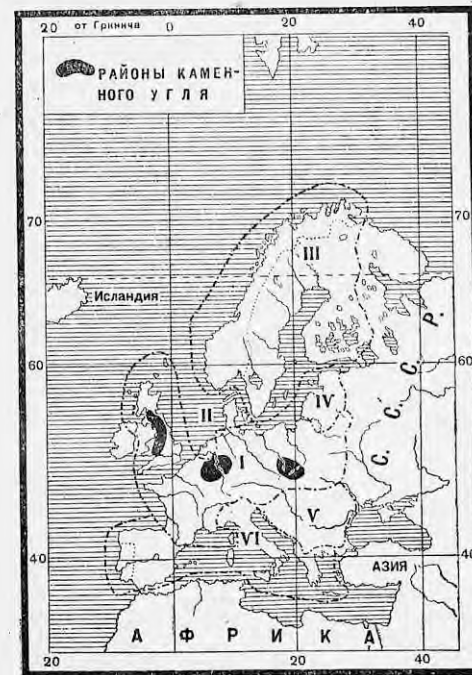 от Гринича
20 0 20 40
РАЙОНЫ КАМЕН-
НОГО УГЛЯ
70 70
III
Исландия
С. С. С. Р.
60 60
II
IV
I
V
VI
40 40
АЗИЯ
АФРИКА
20 0 20 40